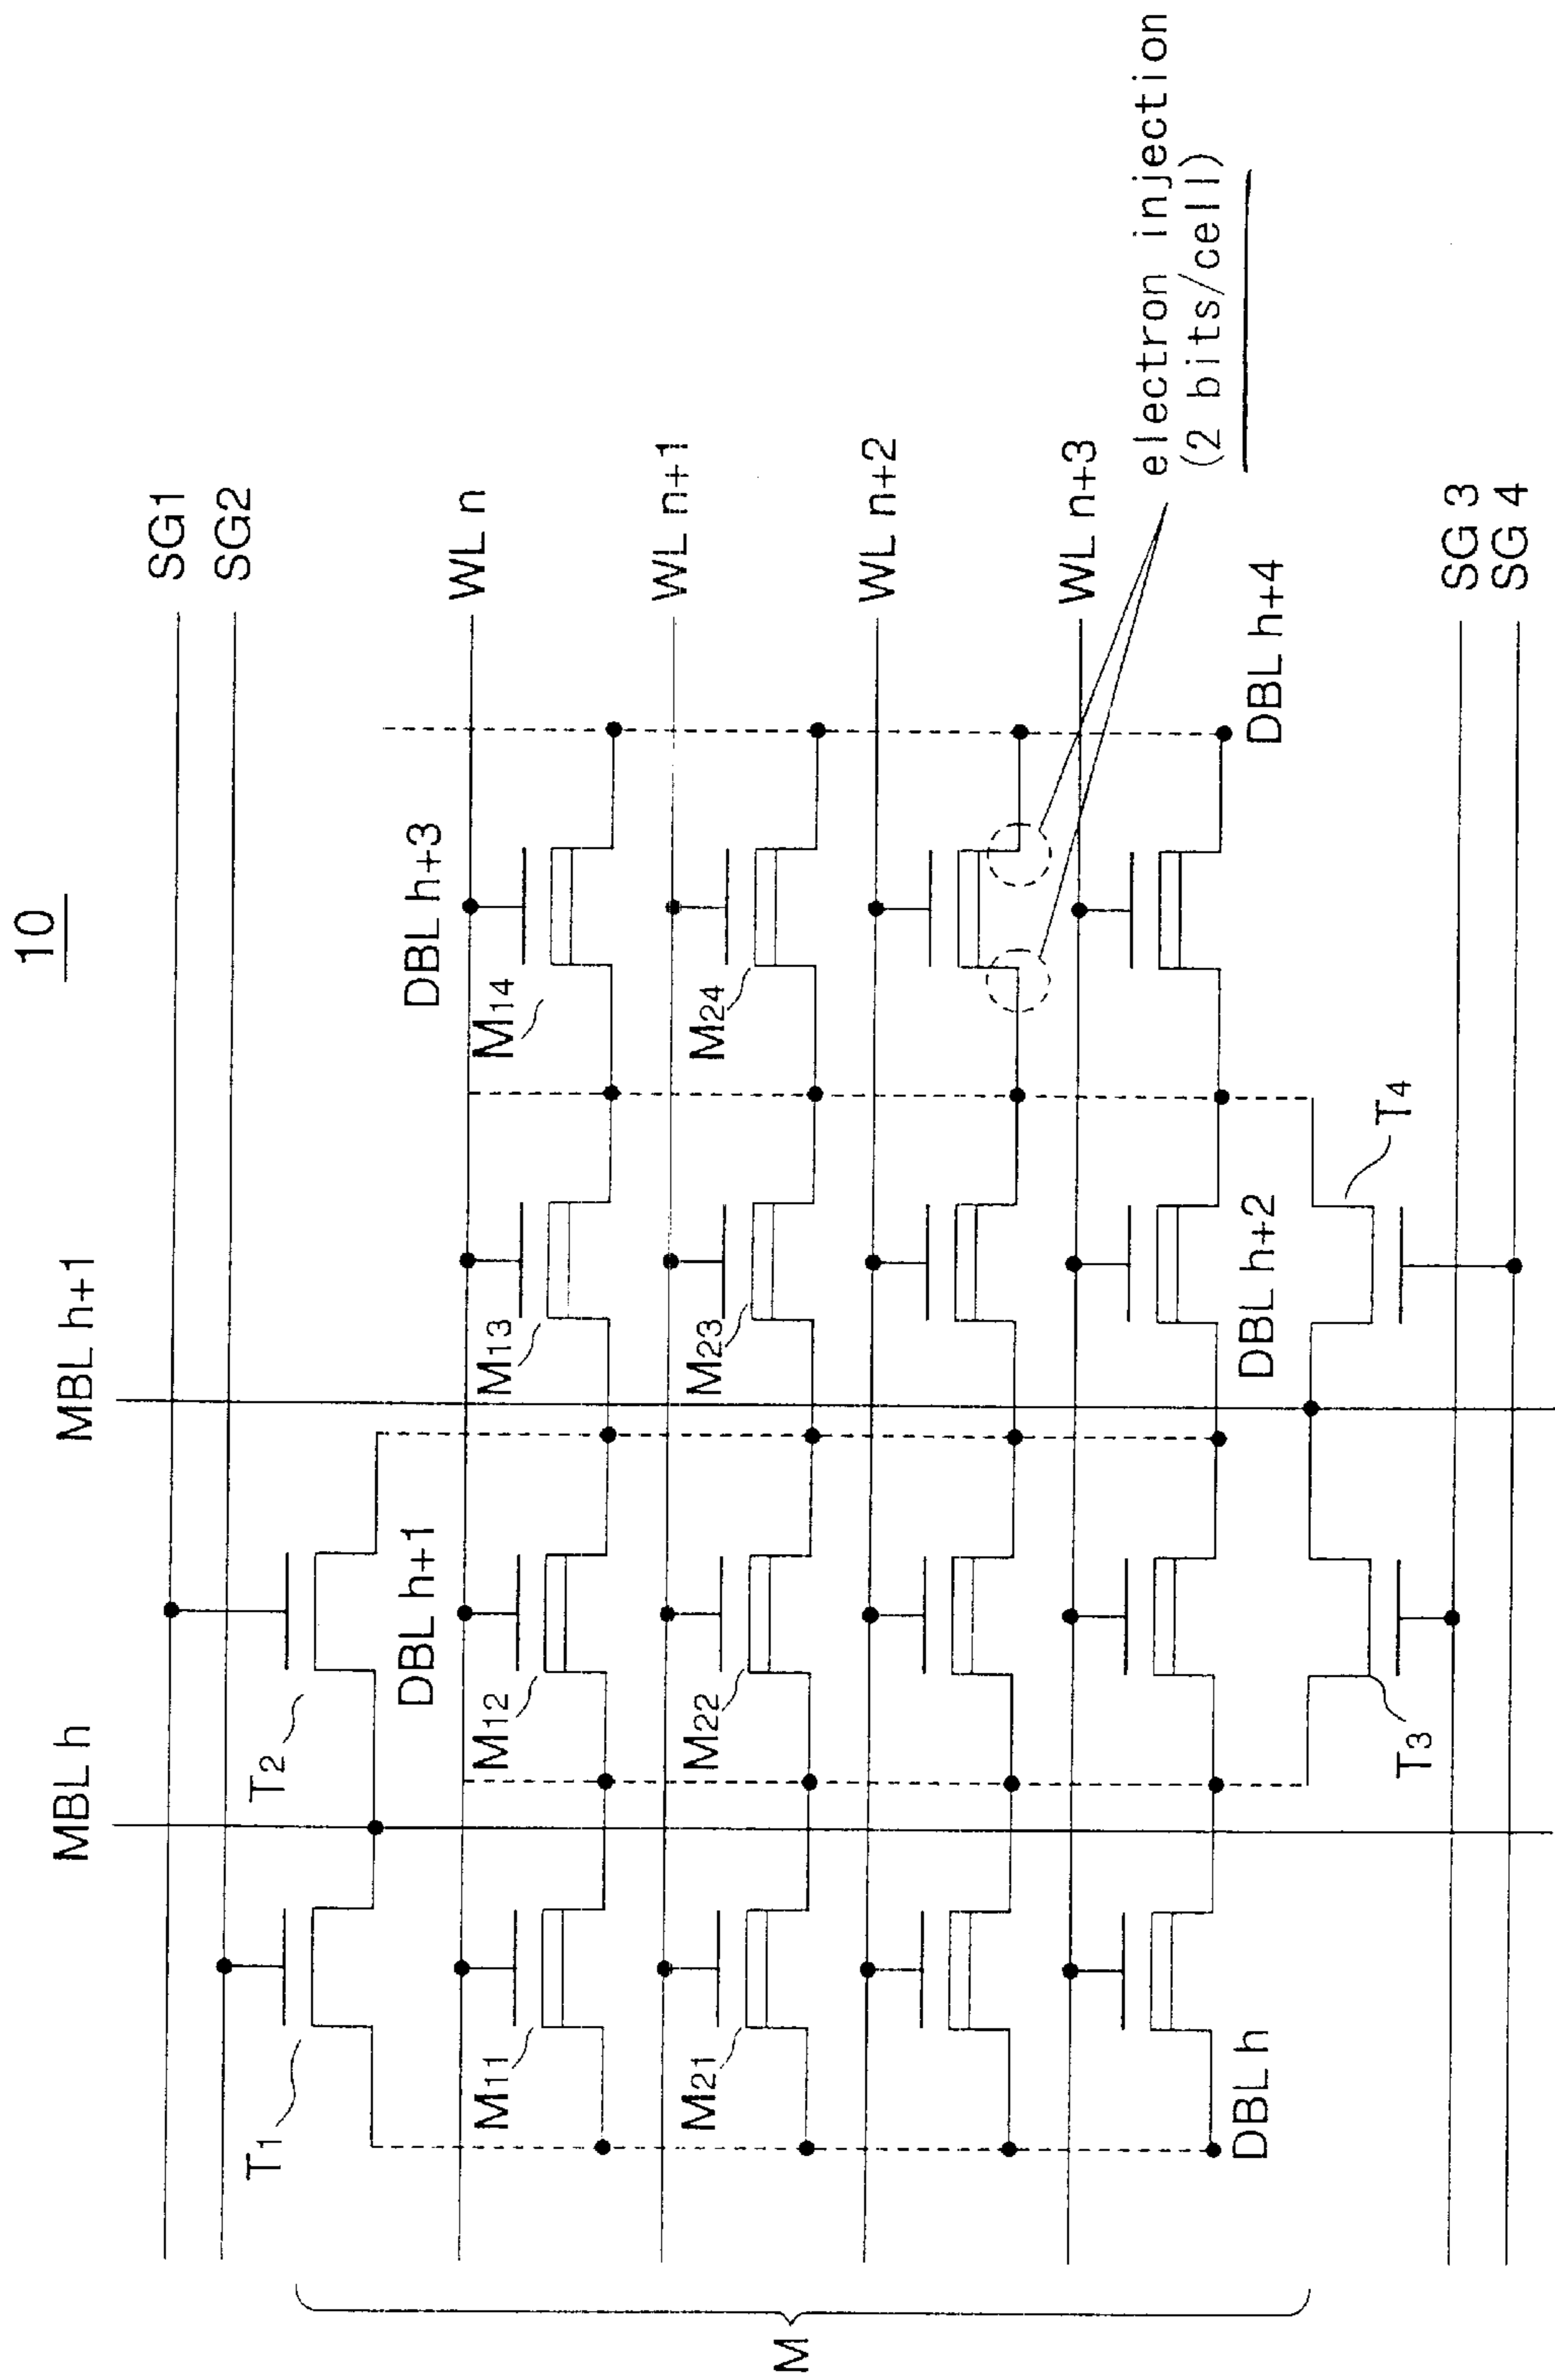 10
MBL h
MBL h+1
SG1
SG2
T1
T2
DBL h+1
DBL h+3
WL n
M11
M12
M13
M14
WL n+1
M21
M22
M23
M24
WL n+2
WL n+3
electron injection
(2 bits/cell)
DBL h
DBL h+2
DBL h+4
T3
T4
SG 3
SG 4
M